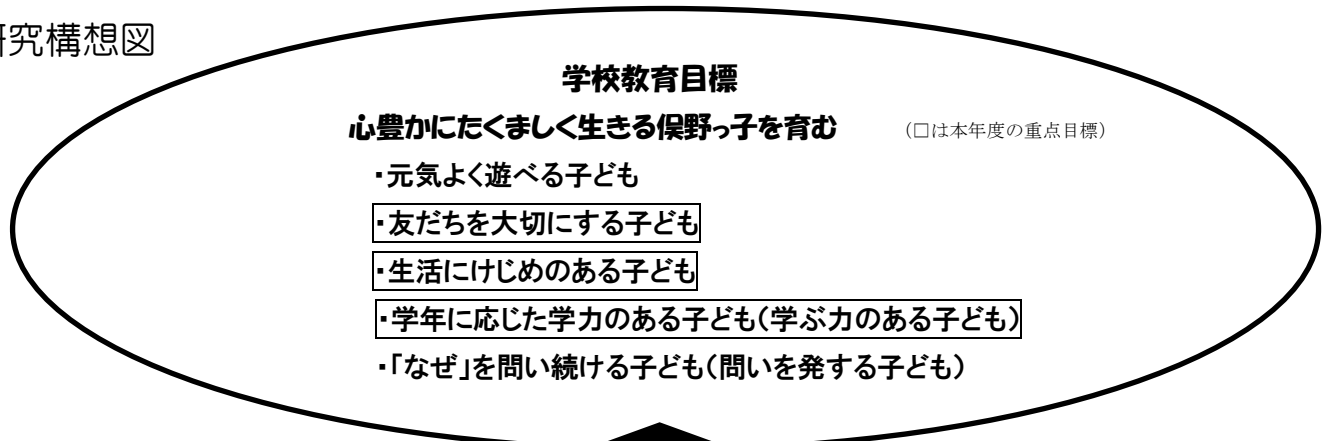 研究構想図
学校教育目標
心豊かにたくましく生きる俣野っ子を育む （□は本年度の重点目標）
・元気よく遊べる子ども
・友だちを大切にする子ども
・生活にけじめのある子ども
・学年に応じた学力のある子ども（学ぶ力のある子ども）
・「なぜ」を問い続ける子ども（問いを発する子ども）